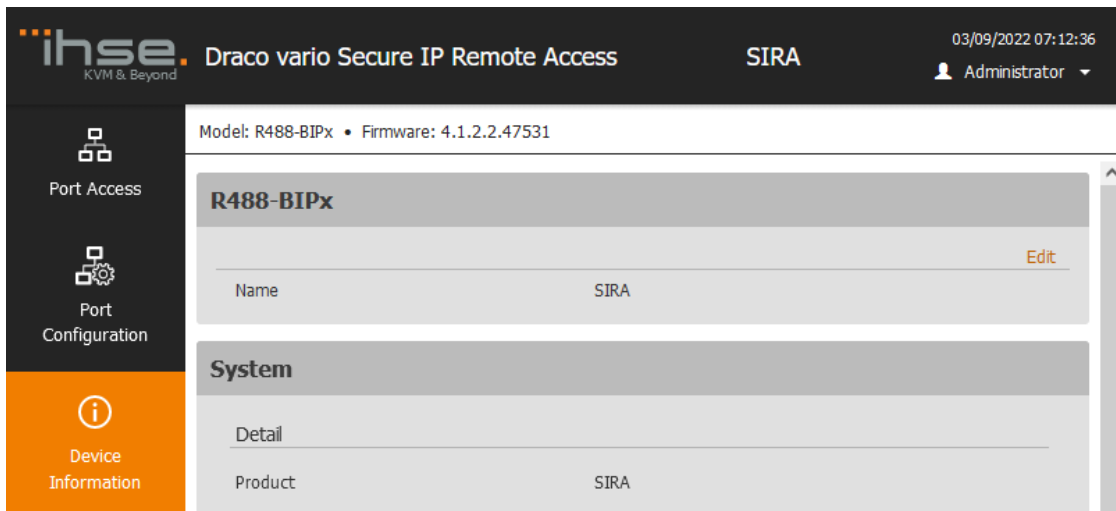 ihse.
KVM & Beyond
Draco vario Secure IP Remote Access
SIRA
03/09/2022 07:12:36
Administrator
Port Access
Port
Configuration
Device
Information
Model: R488-BIPx • Firmware: 4.1.2.2.47531
R488-BIPx
Edit
Name SIRA
System
Detail
Product SIRA